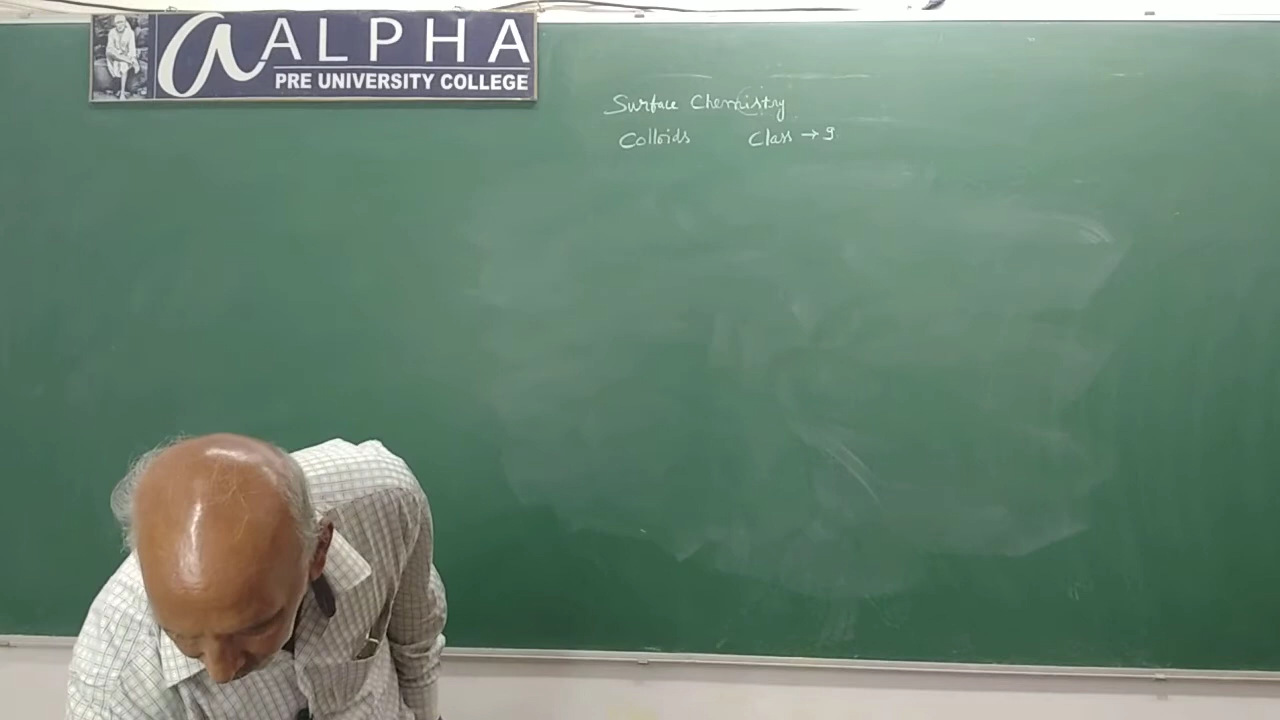 ALPHA
PRE UNIVERSITY COLLEGE
Surface Chemistry
Colloids Class → 9